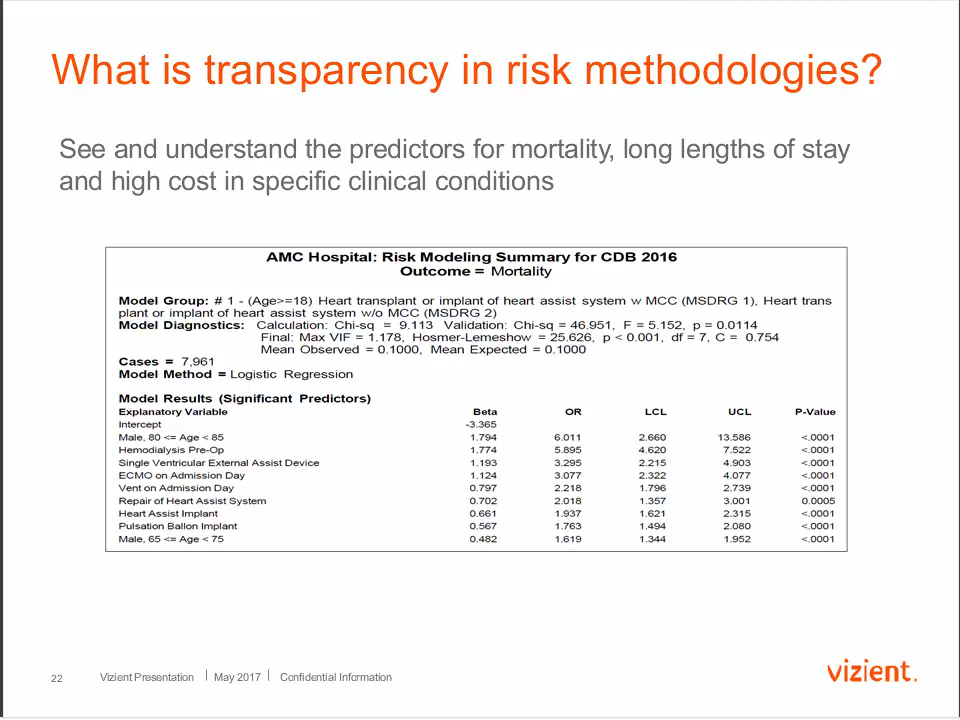 What is transparency in risk methodologies?
See and understand the predictors for mortality, long lengths of stay
and high cost in specific clinical conditions
AMC Hospital: Risk Modeling Summary for CDB 2016
Outcome = Mortality
Model Group: # 1 - (Age>=18) Heart transplant or implant of heart assist system w MCC (MSDRG 1), Heart trans
plant or implant of heart assist system w/o MCC (MSDRG 2)
Model Diagnostics: Calculation: Chi-sq = 9.113 Validation: Chi-sq = 46.951, F = 5.152, p = 0.0114
Final: Max VIF = 1.178, Hosmer-Lemeshow = 25.626, p < 0.001, df = 7, C = 0.754
Mean Observed = 0.1000, Mean Expected = 0.1000
Cases = 7,961
Model Method = Logistic Regression
Model Results (Significant Predictors)
Explanatory Variable Beta OR LCL UCL P-Value
Intercept -3.365
Male, 80 <= Age < 85 1.794 6.011 2.660 13.586 <.0001
Hemodialysis Pre-Op 1.774 5.895 4.620 7.522 <.0001
Single Ventricular External Assist Device 1.193 3.295 2.215 4.903 <.0001
ECMO on Admission Day 1.124 3.077 2.322 4.077 <.0001
Vent on Admission Day 0.797 2.218 1.796 2.739 <.0001
Repair of Heart Assist System 0.702 2.018 1.357 3.001 0.0005
Heart Assist Implant 0.661 1.937 1.621 2.315 <.0001
Pulsation Ballon Implant 0.567 1.763 1.494 2.080 <.0001
Male, 65 <= Age < 75 0.482 1.619 1.344 1.952 <.0001
22 Vizient Presentation | May 2017 | Confidential Information
vizient.